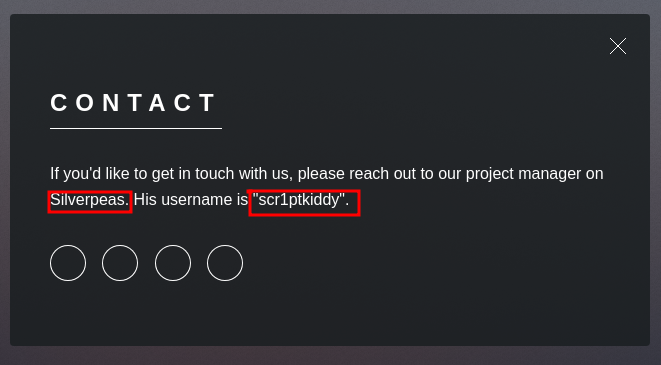 CONTACT
If you'd like to get in touch with us, please reach out to our project manager on
Silverpeas. His username is "scr1ptkiddy".